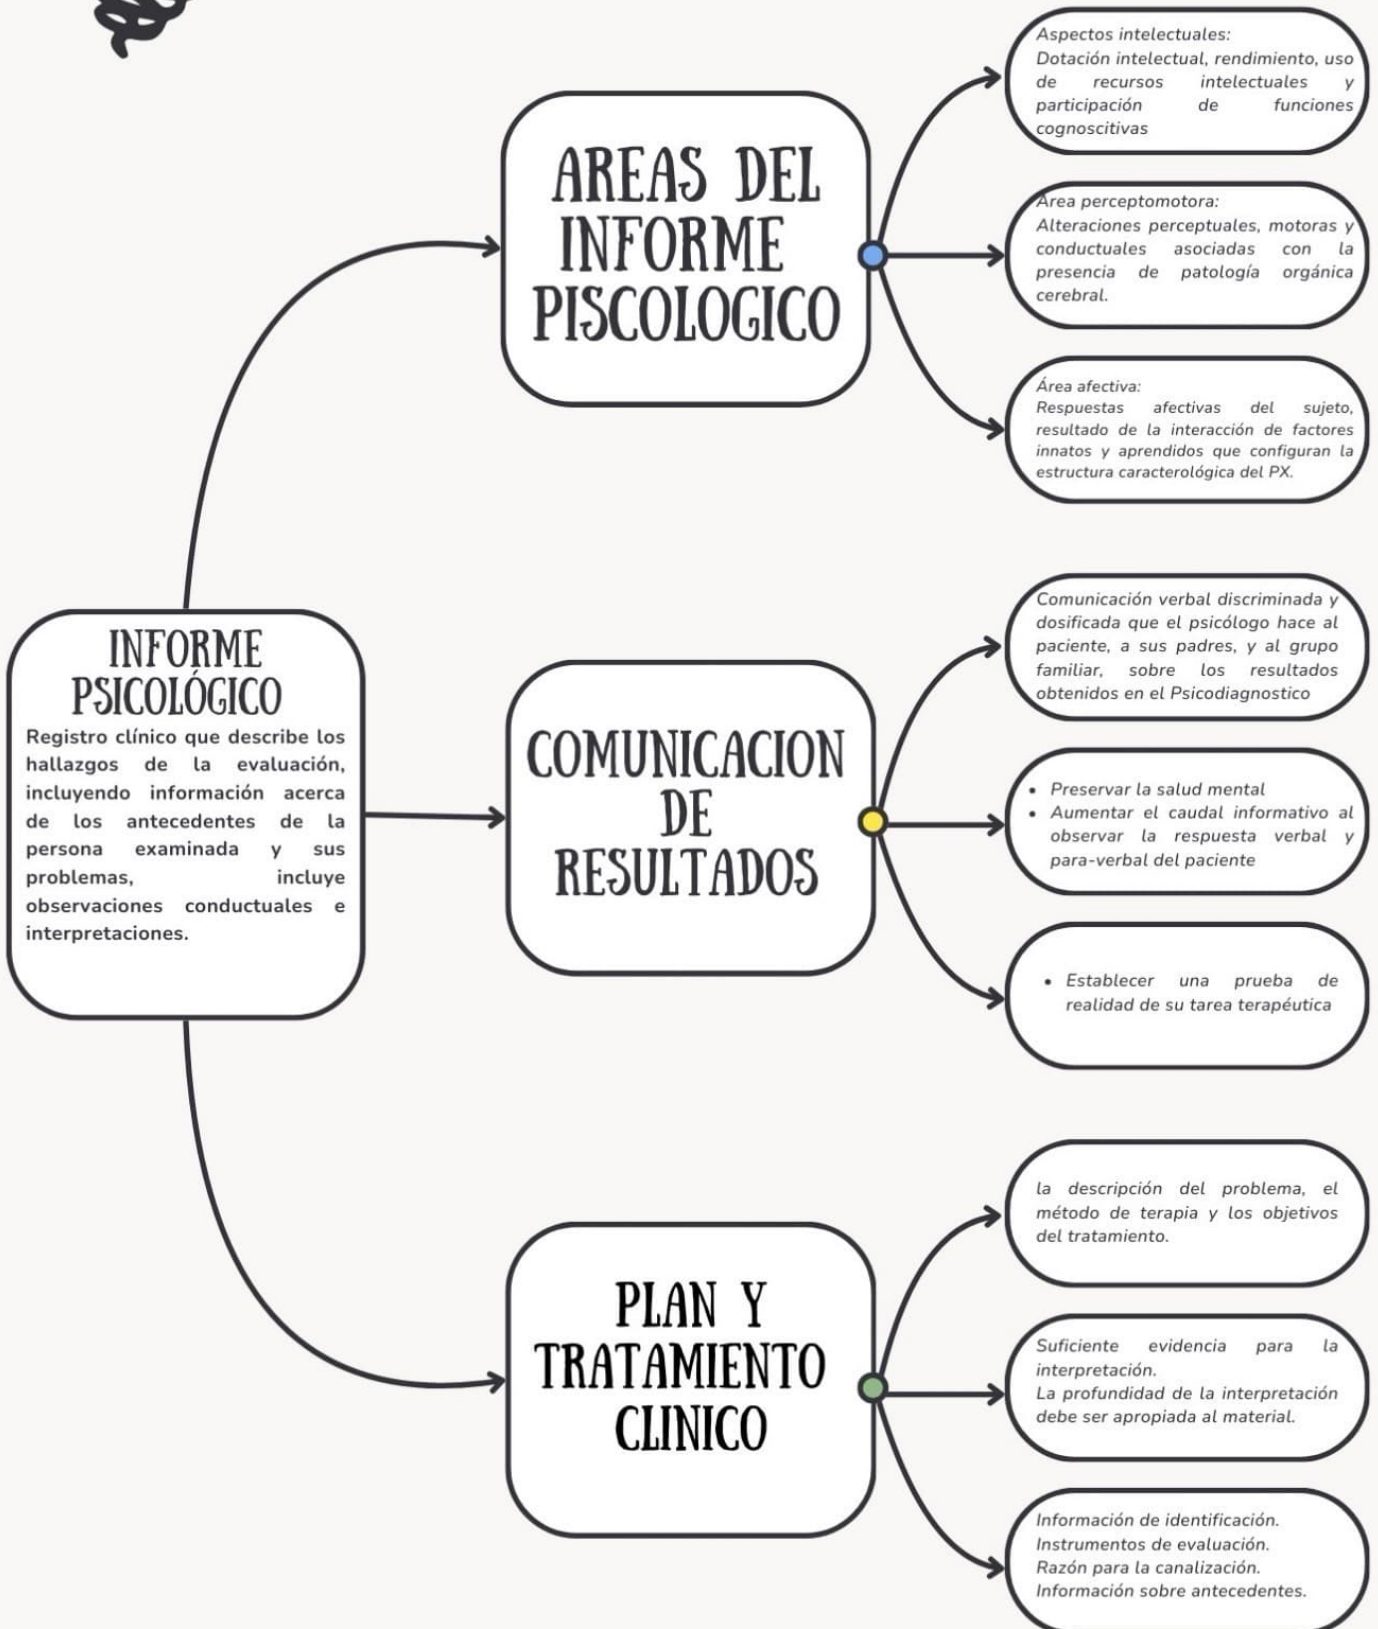 INFORME
PSICOLÓGICO
Registro clínico que describe los
hallazgos de la evaluación,
incluyendo información acerca
de los antecedentes de la
persona examinada y sus
problemas, incluye
observaciones conductuales e
interpretaciones.
AREAS DEL
INFORME
PISCOLOGICO
Aspectos intelectuales:
Dotación intelectual, rendimiento, uso
de recursos intelectuales y
participación de funciones
cognoscitivas
Área perceptomotora:
Alteraciones perceptuales, motoras y
conductuales asociadas con la
presencia de patología orgánica
cerebral.
Área afectiva:
Respuestas afectivas del sujeto,
resultado de la interacción de factores
innatos y aprendidos que configuran la
estructura caracterológica del PX.
COMUNICACION
DE
RESULTADOS
Comunicación verbal discriminada y
dosificada que el psicólogo hace al
paciente, a sus padres, y al grupo
familiar, sobre los resultados
obtenidos en el Psicodiagnostico
• Preservar la salud mental
• Aumentar el caudal informativo al
observar la respuesta verbal y
para-verbal del paciente
• Establecer una prueba de
realidad de su tarea terapéutica
PLAN Y
TRATAMIENTO
CLINICO
la descripción del problema, el
método de terapia y los objetivos
del tratamiento.
Suficiente evidencia para la
interpretación.
La profundidad de la interpretación
debe ser apropiada al material.
Información de identificación.
Instrumentos de evaluación.
Razón para la canalización.
Información sobre antecedentes.